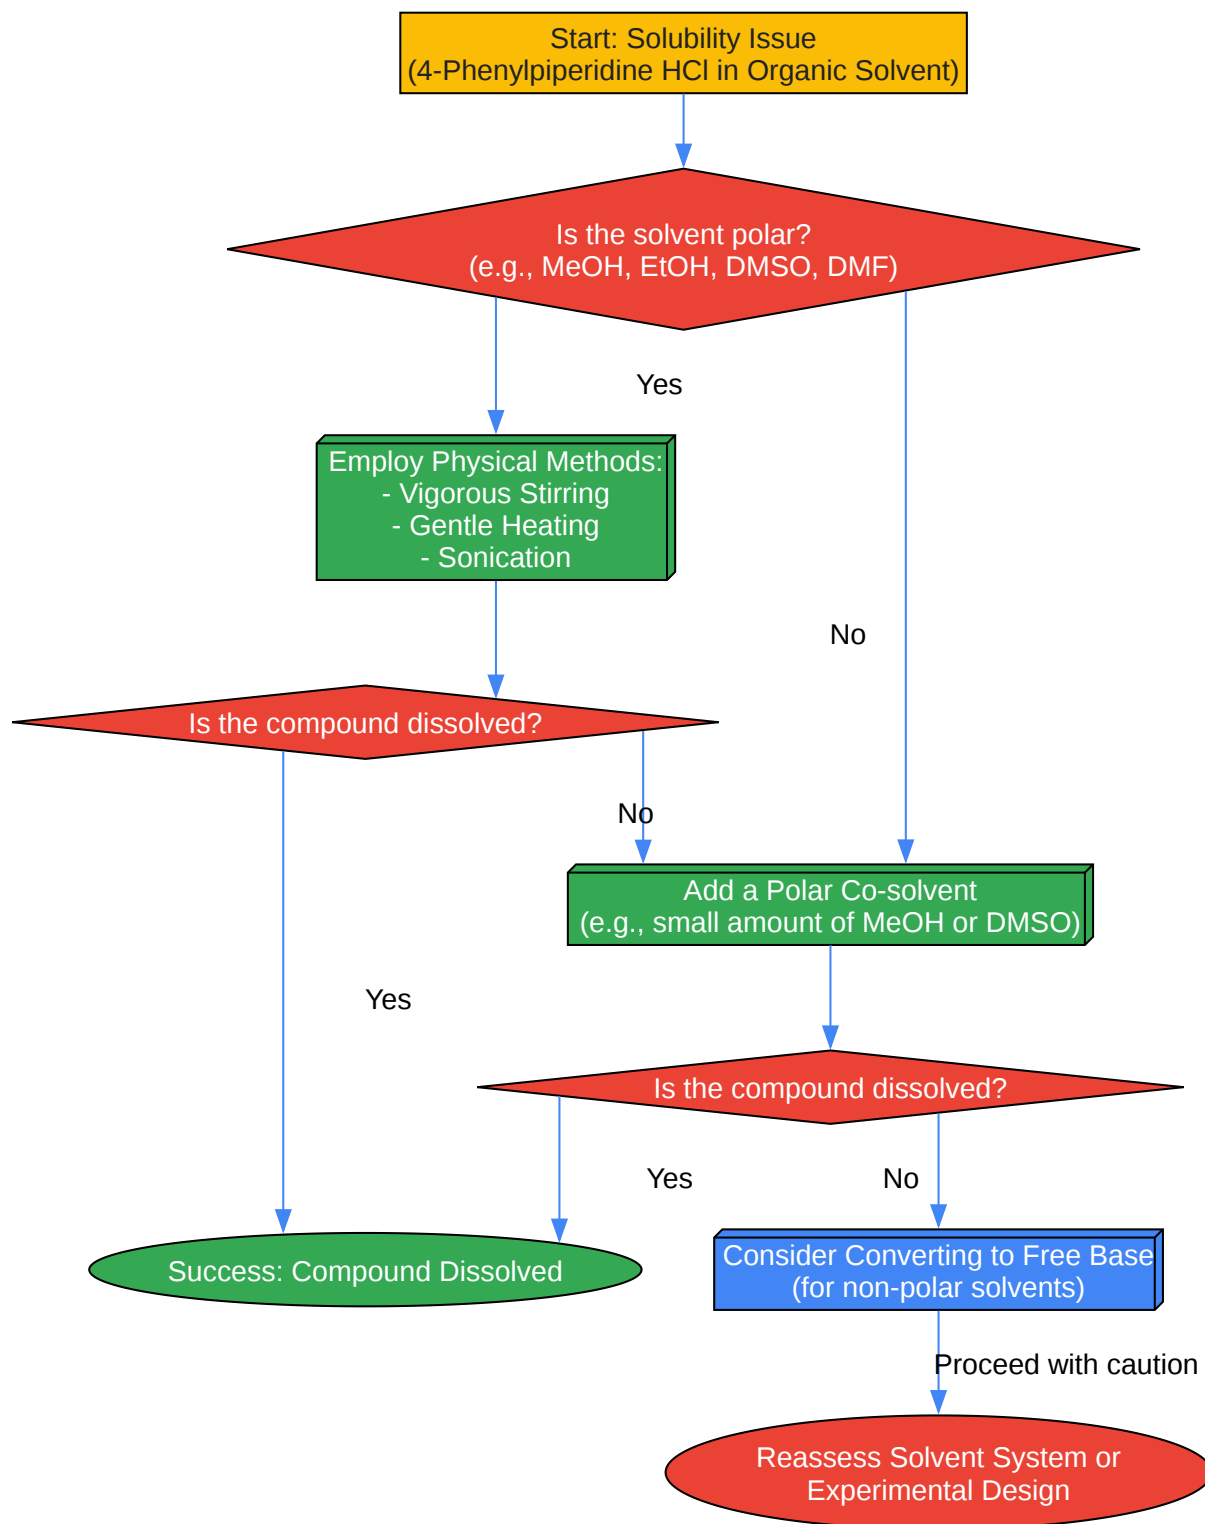 Start: Solubility Issue
(4-Phenylpiperidine HCl in Organic Solvent)
Is the solvent polar?
(e.g., MeOH, EtOH, DMSO, DMF)
Yes
Employ Physical Methods:
- Vigorous Stirring
- Gentle Heating
- Sonication
No
Is the compound dissolved?
No
Add a Polar Co-solvent
(e.g., small amount of MeOH or DMSO)
Yes
Is the compound dissolved?
Yes
No
Success: Compound Dissolved
Consider Converting to Free Base
(for non-polar solvents)
Proceed with caution
Reassess Solvent System or
Experimental Design